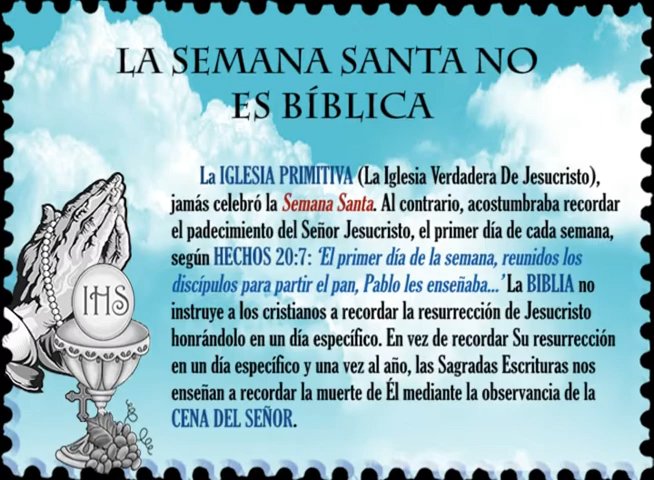 LA SEMANA SANTA NO
ES BÍBLICA
La IGLESIA PRIMITIVA (La Iglesia Verdadera De Jesucristo),
jamás celebró la Semana Santa. Al contrario, acostumbraba recordar
el padecimiento del Señor Jesucristo, el primer día de cada semana,
según HECHOS 20:7: ‘El primer día de la semana, reunidos los
discípulos para partir el pan, Pablo les enseñaba...’ La BIBLIA no
instruye a los cristianos a recordar la resurrección de Jesucristo
honrándolo en un día específico. En vez de recordar Su resurrección
en un día específico y una vez al año, las Sagradas Escrituras nos
enseñan a recordar la muerte de Él mediante la observancia de la
CENA DEL SEÑOR.
IHS